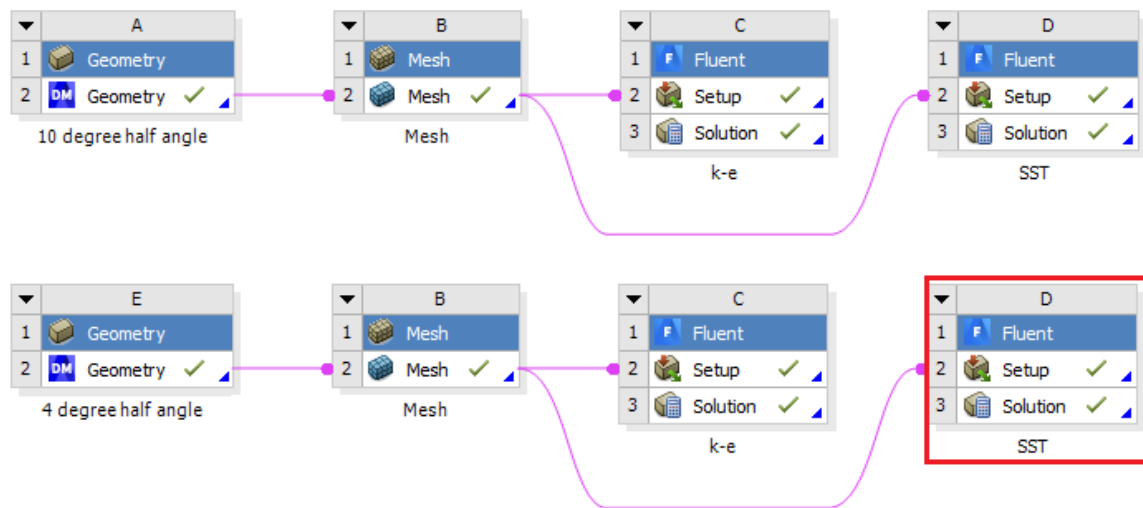 A B C D
1 Geometry 1 Mesh 1 F Fluent 1 F Fluent
2 DM Geometry 2 Mesh 2 Setup 2 Setup
10 degree half angle Mesh 3 Solution 3 Solution
k-e SST
E B C D
1 Geometry 1 Mesh 1 F Fluent 1 F Fluent
2 DM Geometry 2 Mesh 2 Setup 2 Setup
4 degree half angle Mesh 3 Solution 3 Solution
k-e SST